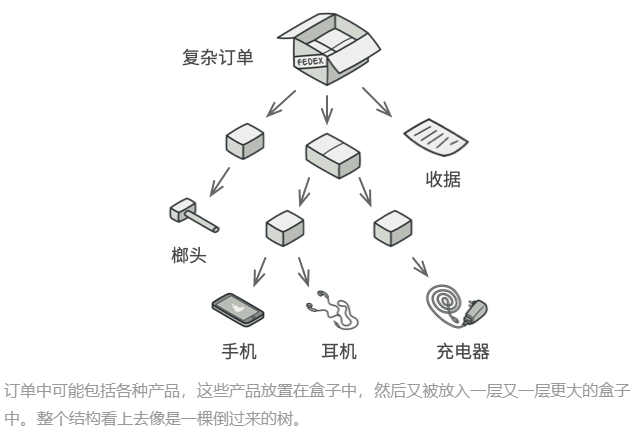 复杂订单
FEDEX
收据
榔头
手机
耳机
充电器
订单中可能包括各种产品，这些产品放置在盒子中，然后又被放入一层又一层更大的盒子
中。整个结构看上去像是一棵倒过来的树。